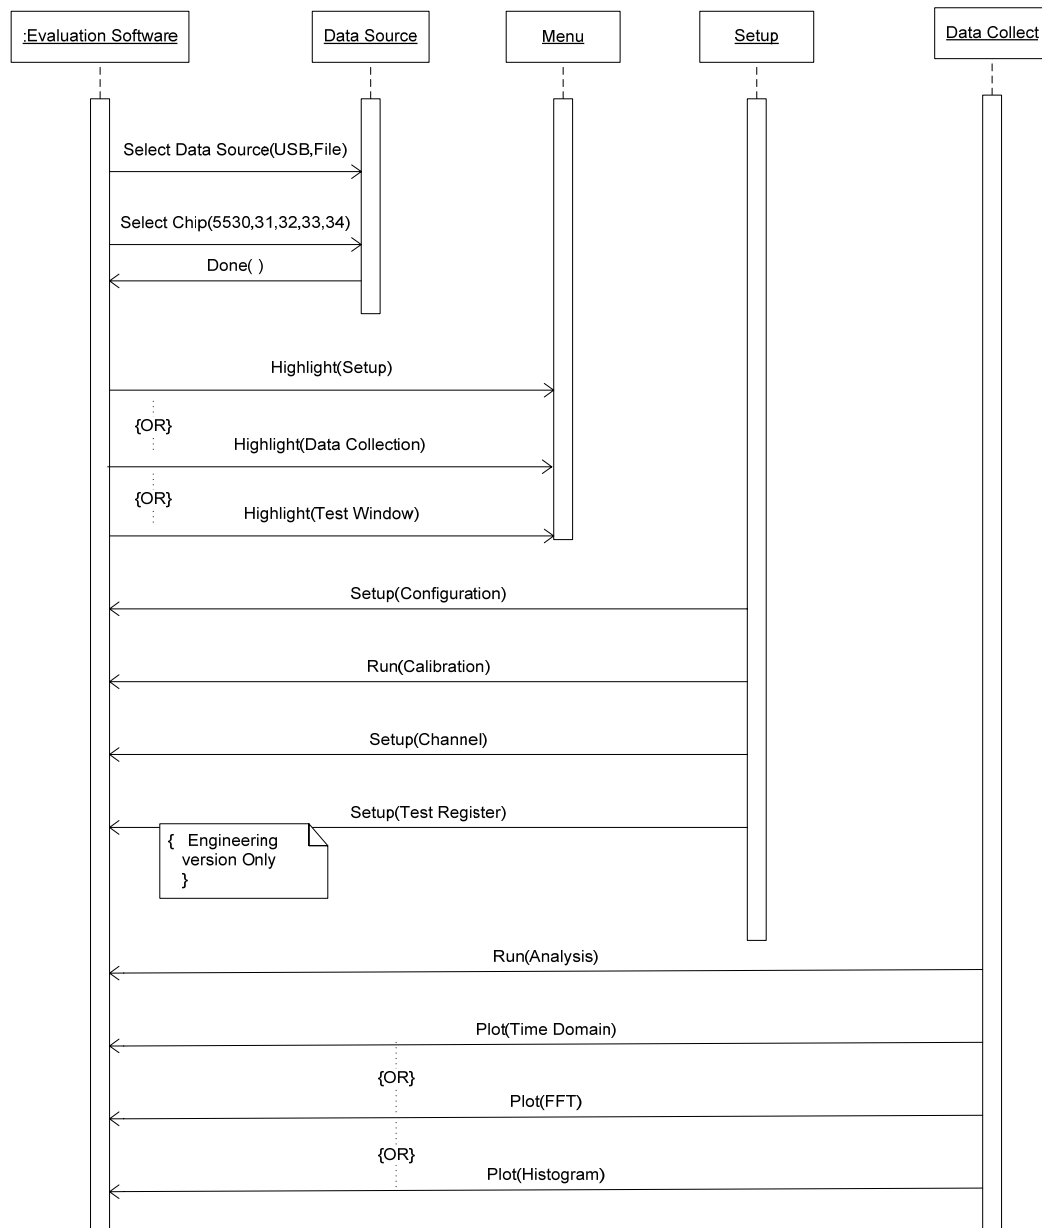 :Evaluation Software
Data Source
Menu
Setup
Data Collect
Select Data Source(USB,File)
Select Chip(5530,31,32,33,34)
Done( )
Highlight(Setup)
{OR}
Highlight(Data Collection)
{OR}
Highlight(Test Window)
Setup(Configuration)
Run(Calibration)
Setup(Channel)
Setup(Test Register)
{ Engineering
version Only
}
Run(Analysis)
Plot(Time Domain)
{OR}
Plot(FFT)
{OR}
Plot(Histogram)